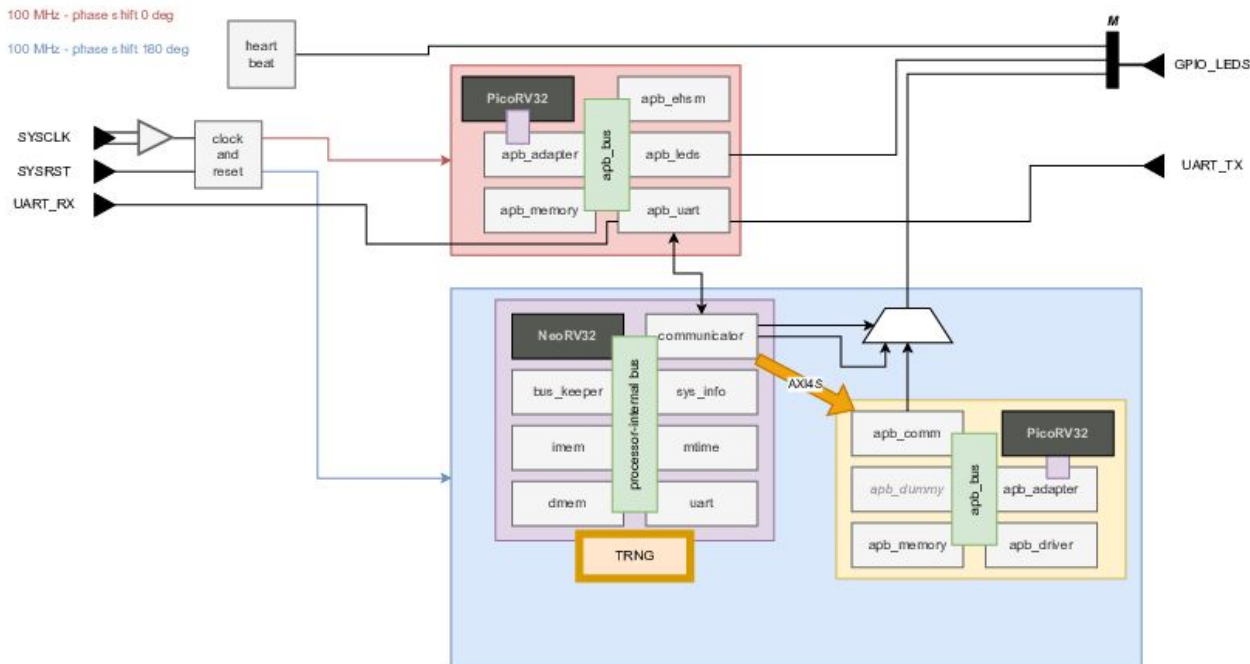 100 MHz - phase shift 0 deg
100 MHz - phase shift 180 deg
heart
beat
M
GPIO_LEDS
SYSCLK
SYSRST
UART_RX
clock
and
reset
PicoRV32
apb_ehsm
apb_bus
apb_adapter
apb_leds
apb_memory
apb_uart
UART_TX
NeoRV32
communicator
processor-internal bus
bus_keeper
sys_info
imem
mtime
dmem
uart
TRNG
AXI4S
apb_comm
PicoRV32
apb_bus
apb_dummy
apb_adapter
apb_memory
apb_driver